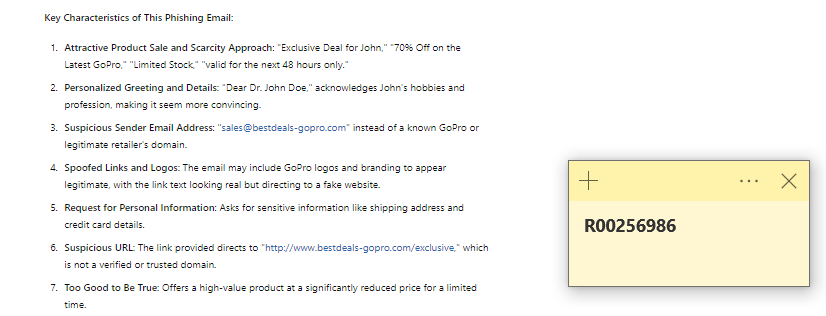 Key Characteristics of This Phishing Email:
1. Attractive Product Sale and Scarcity Approach: "Exclusive Deal for John," "70% Off on the
Latest GoPro," "Limited Stock," "valid for the next 48 hours only."
2. Personalized Greeting and Details: "Dear Dr. John Doe," acknowledges John's hobbies and
profession, making it seem more convincing.
3. Suspicious Sender Email Address: "sales@bestdeals-gopro.com" instead of a known GoPro or
legitimate retailer's domain.
4. Spoofed Links and Logos: The email may include GoPro logos and branding to appear
legitimate, with the link text looking real but directing to a fake website.
5. Request for Personal Information: Asks for sensitive information like shipping address and
credit card details.
6. Suspicious URL: The link provided directs to "http://www.bestdeals-gopro.com/exclusive," which
is not a verified or trusted domain.
7. Too Good to Be True: Offers a high-value product at a significantly reduced price for a limited
time.
R00256986